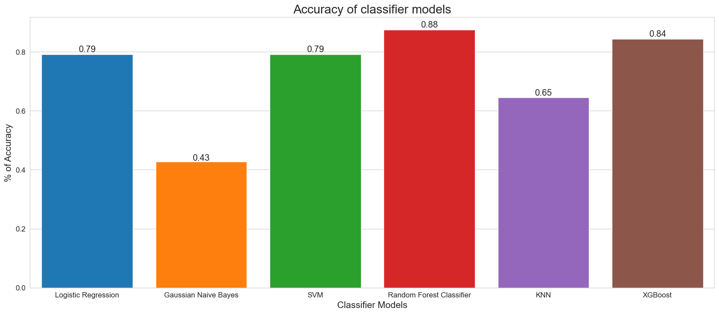 Accuracy of classifier models
0.79
0.43
0.79
0.88
0.65
0.84
% of Accuracy
0.8
0.6
0.4
0.2
0.0
Logistic Regression
Gaussian Naive Bayes
SVM
Random Forest Classifier
KNN
XGBoost
Classifier Models